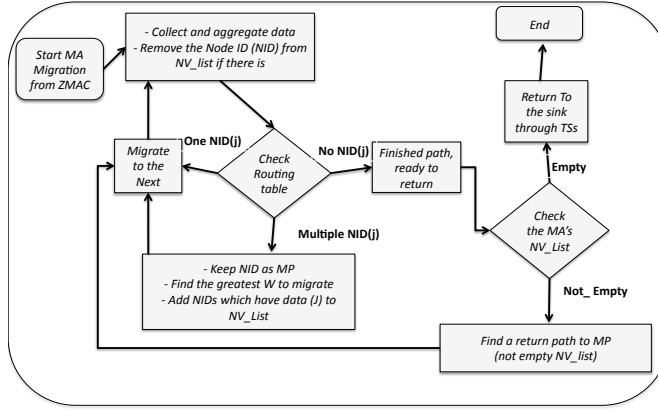 Start MA
Migration
from ZMAC
- Collect and aggregate data
- Remove the Node ID (NID) from
NV_list if there is
End
Return To
the sink
through TSs
Migrate
to the
Next
One NID(j)
Check
Routing
table
No NID(j)
Finished path,
ready to
return
Empty
Check
the MA's
NV_List
Multiple NID(j)
- Keep NID as MP
- Find the greatest W to migrate
- Add NIDs which have data (J) to
NV_List
Not_ Empty
Find a return path to MP
(not empty NV_list)